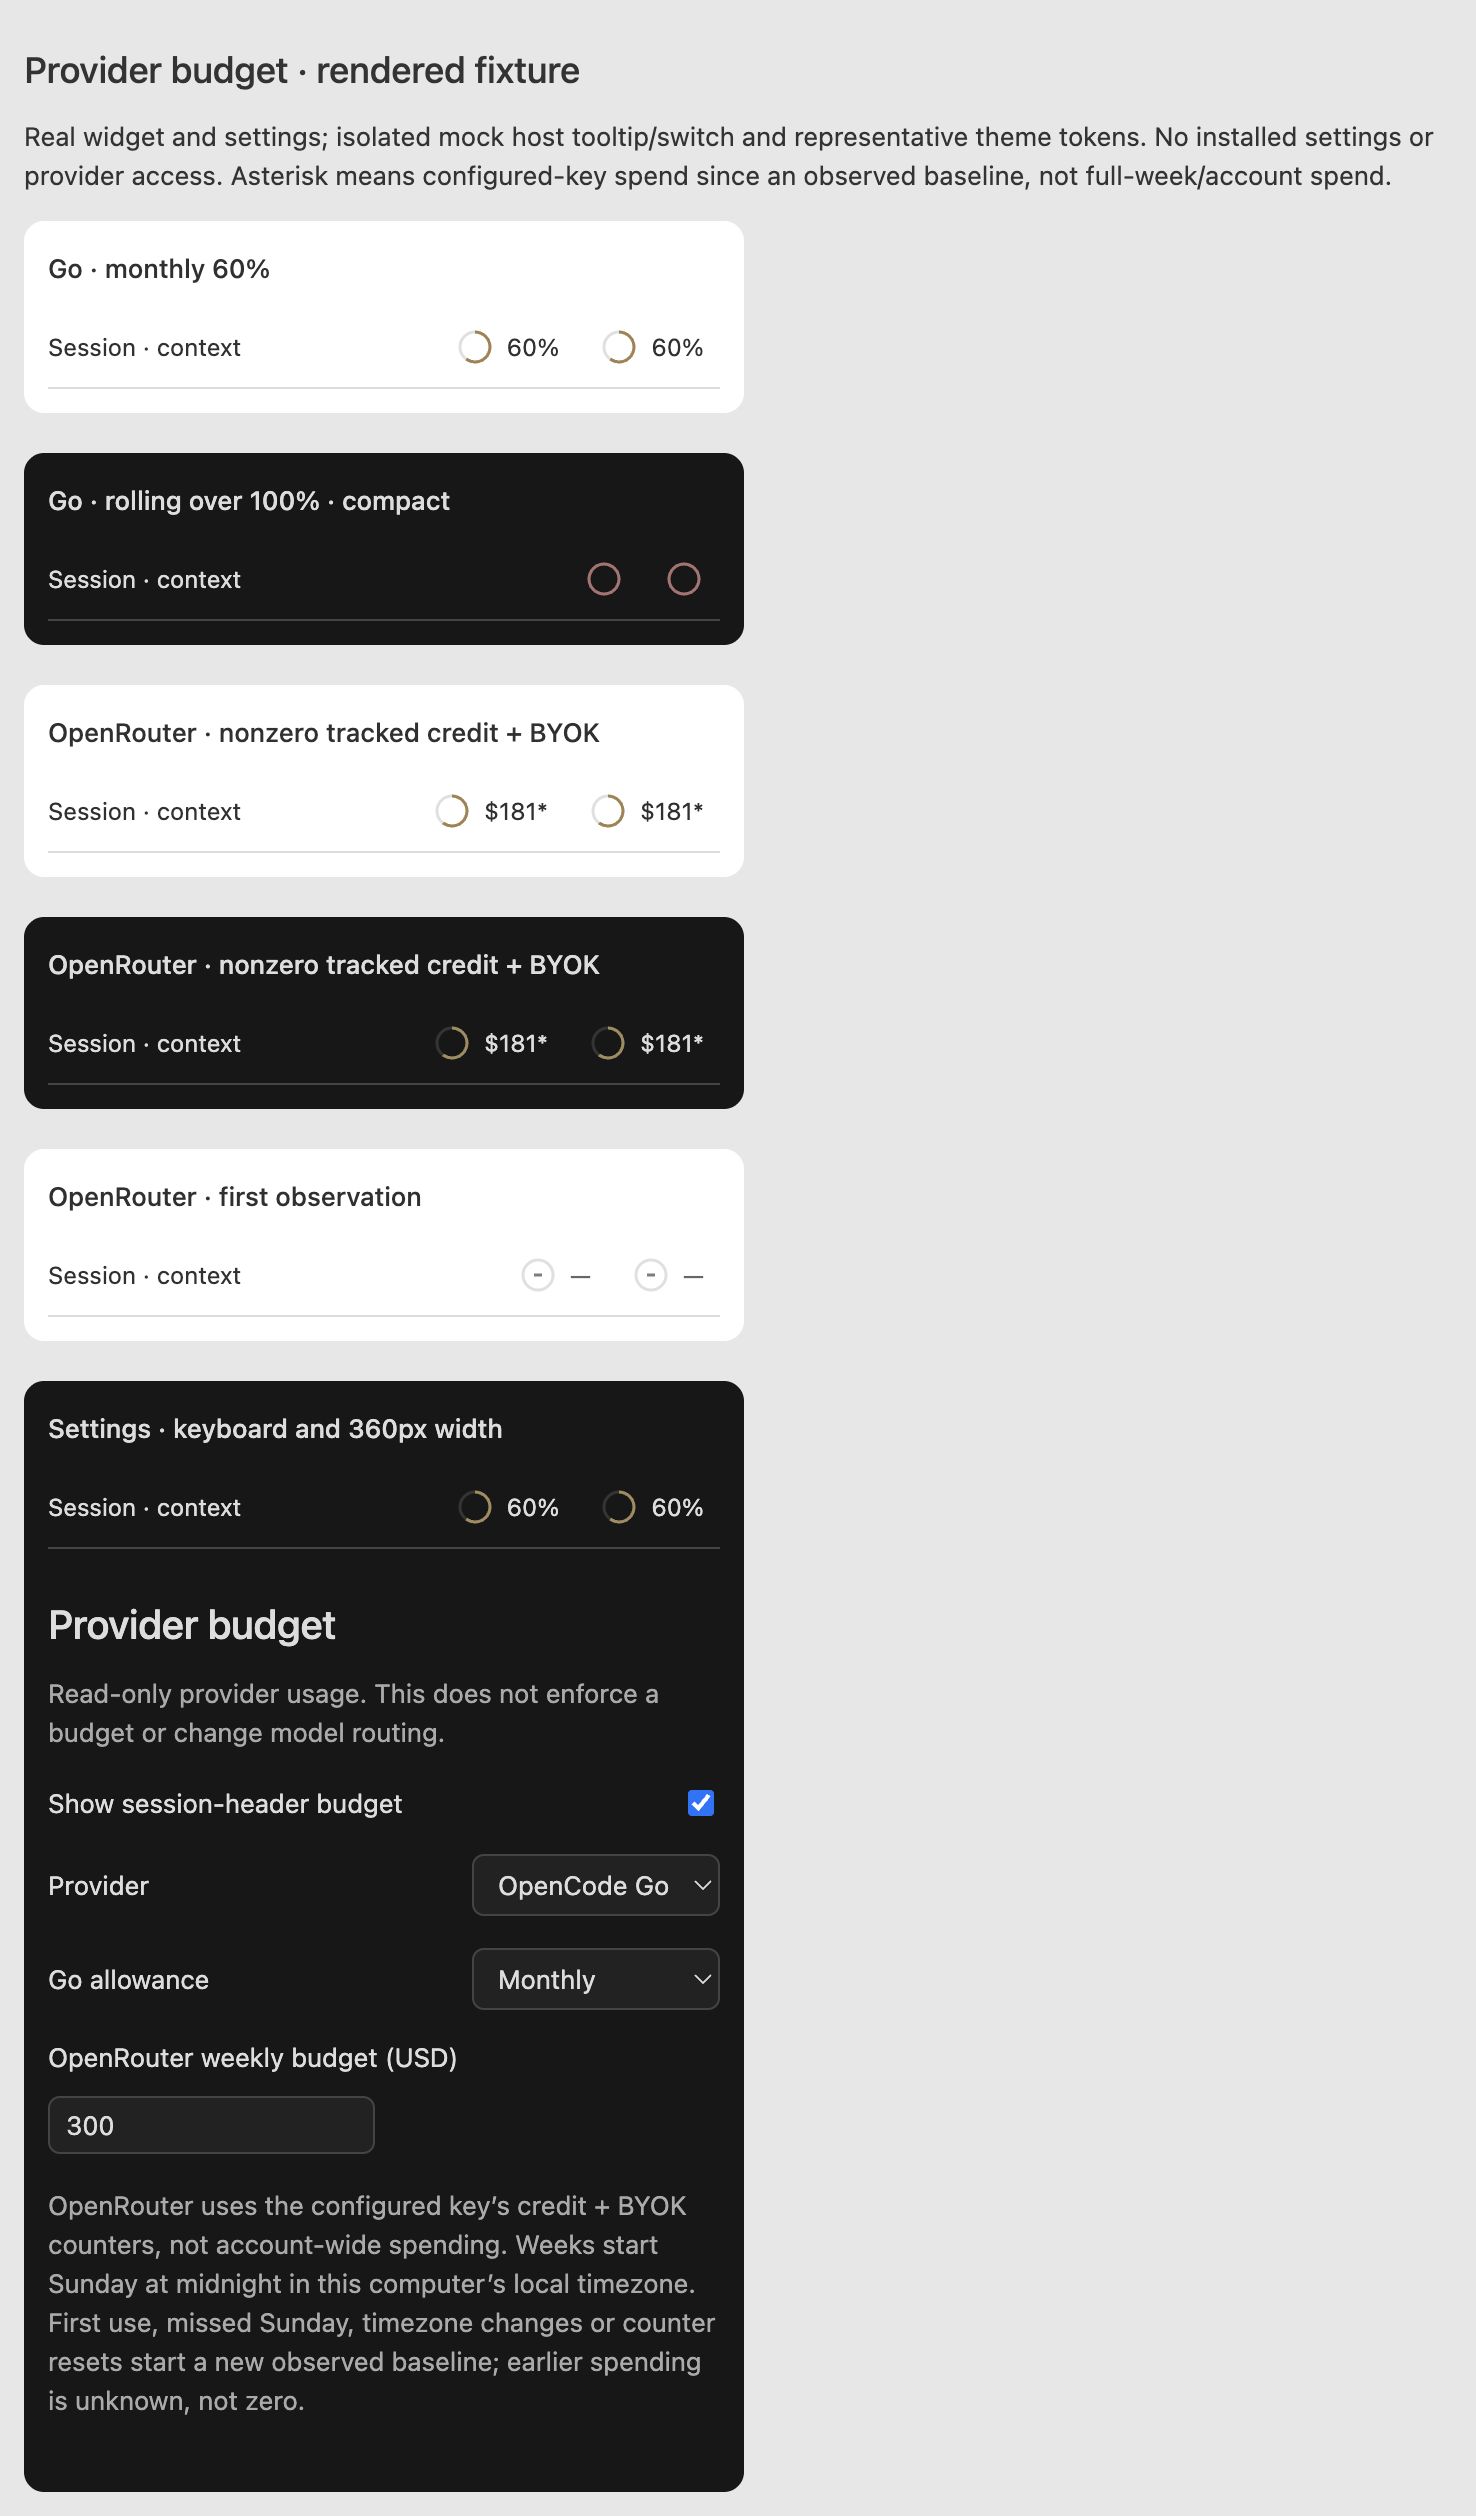 Provider budget · rendered fixture
Real widget and settings; isolated mock host tooltip/switch and representative theme tokens. No installed settings or
provider access. Asterisk means configured-key spend since an observed baseline, not full-week/account spend.
Go · monthly 60%
Session · context 60% 60%
Go · rolling over 100% · compact
Session · context
OpenRouter · nonzero tracked credit + BYOK
Session · context $181* $181*
OpenRouter · nonzero tracked credit + BYOK
Session · context $181* $181*
OpenRouter · first observation
Session · context - — - —
Settings · keyboard and 360px width
Session · context 60% 60%
Provider budget
Read-only provider usage. This does not enforce a
budget or change model routing.
Show session-header budget
Provider OpenCode Go
Go allowance Monthly
OpenRouter weekly budget (USD)
300
OpenRouter uses the configured key’s credit + BYOK
counters, not account-wide spending. Weeks start
Sunday at midnight in this computer’s local timezone.
First use, missed Sunday, timezone changes or counter
resets start a new observed baseline; earlier spending
is unknown, not zero.